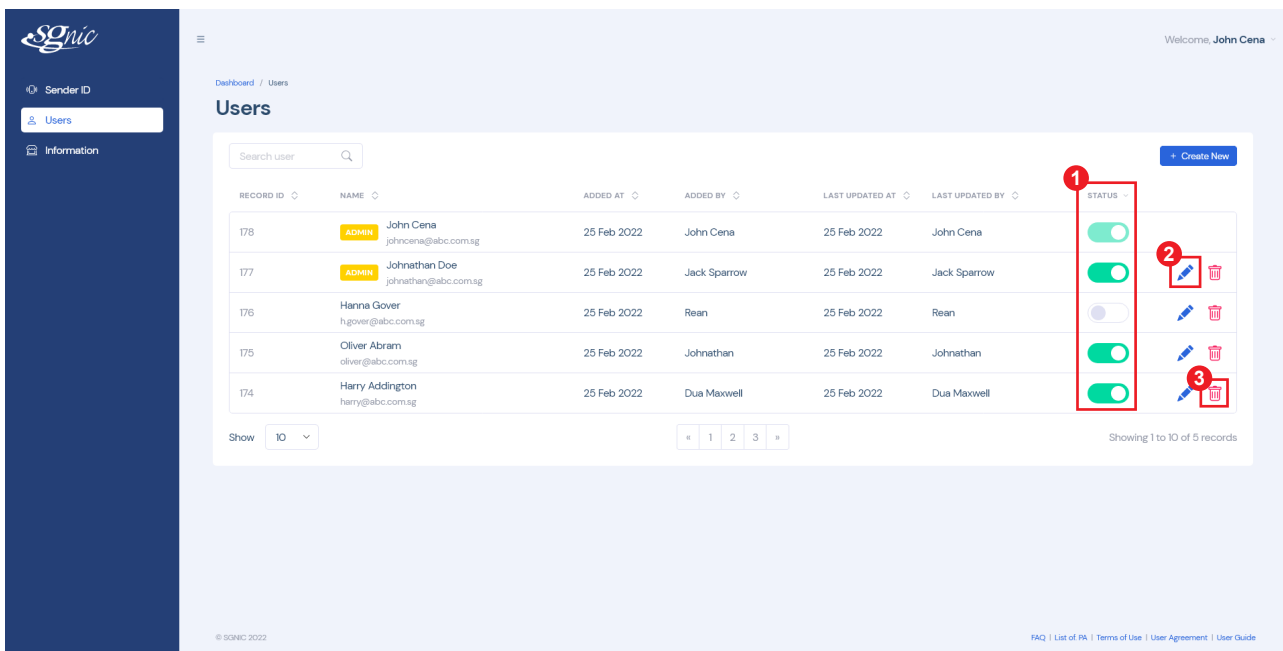 sgnic
Welcome, John Cena
Sender ID
Users
Information
Dashboard / Users
Users
Search user
+ Create New
RECORD ID NAME ADDED AT ADDED BY LAST UPDATED AT LAST UPDATED BY STATUS
1
178 ADMIN John Cena 25 Feb 2022 John Cena 25 Feb 2022 John Cena
johncena@abc.com.sg
2
177 ADMIN Johnathan Doe 25 Feb 2022 Jack Sparrow 25 Feb 2022 Jack Sparrow
johnathan@abc.com.sg
176 Hanna Gover 25 Feb 2022 Rean 25 Feb 2022 Rean
h.gover@abc.com.sg
175 Oliver Abram 25 Feb 2022 Johnathan 25 Feb 2022 Johnathan
oliver@abc.com.sg
3
174 Harry Addington 25 Feb 2022 Dua Maxwell 25 Feb 2022 Dua Maxwell
harry@abc.com.sg
Show 10 « 1 2 3 » Showing 1 to 10 of 5 records
© SGNIC 2022 FAQ | List of PA | Terms of Use | User Agreement | User Guide